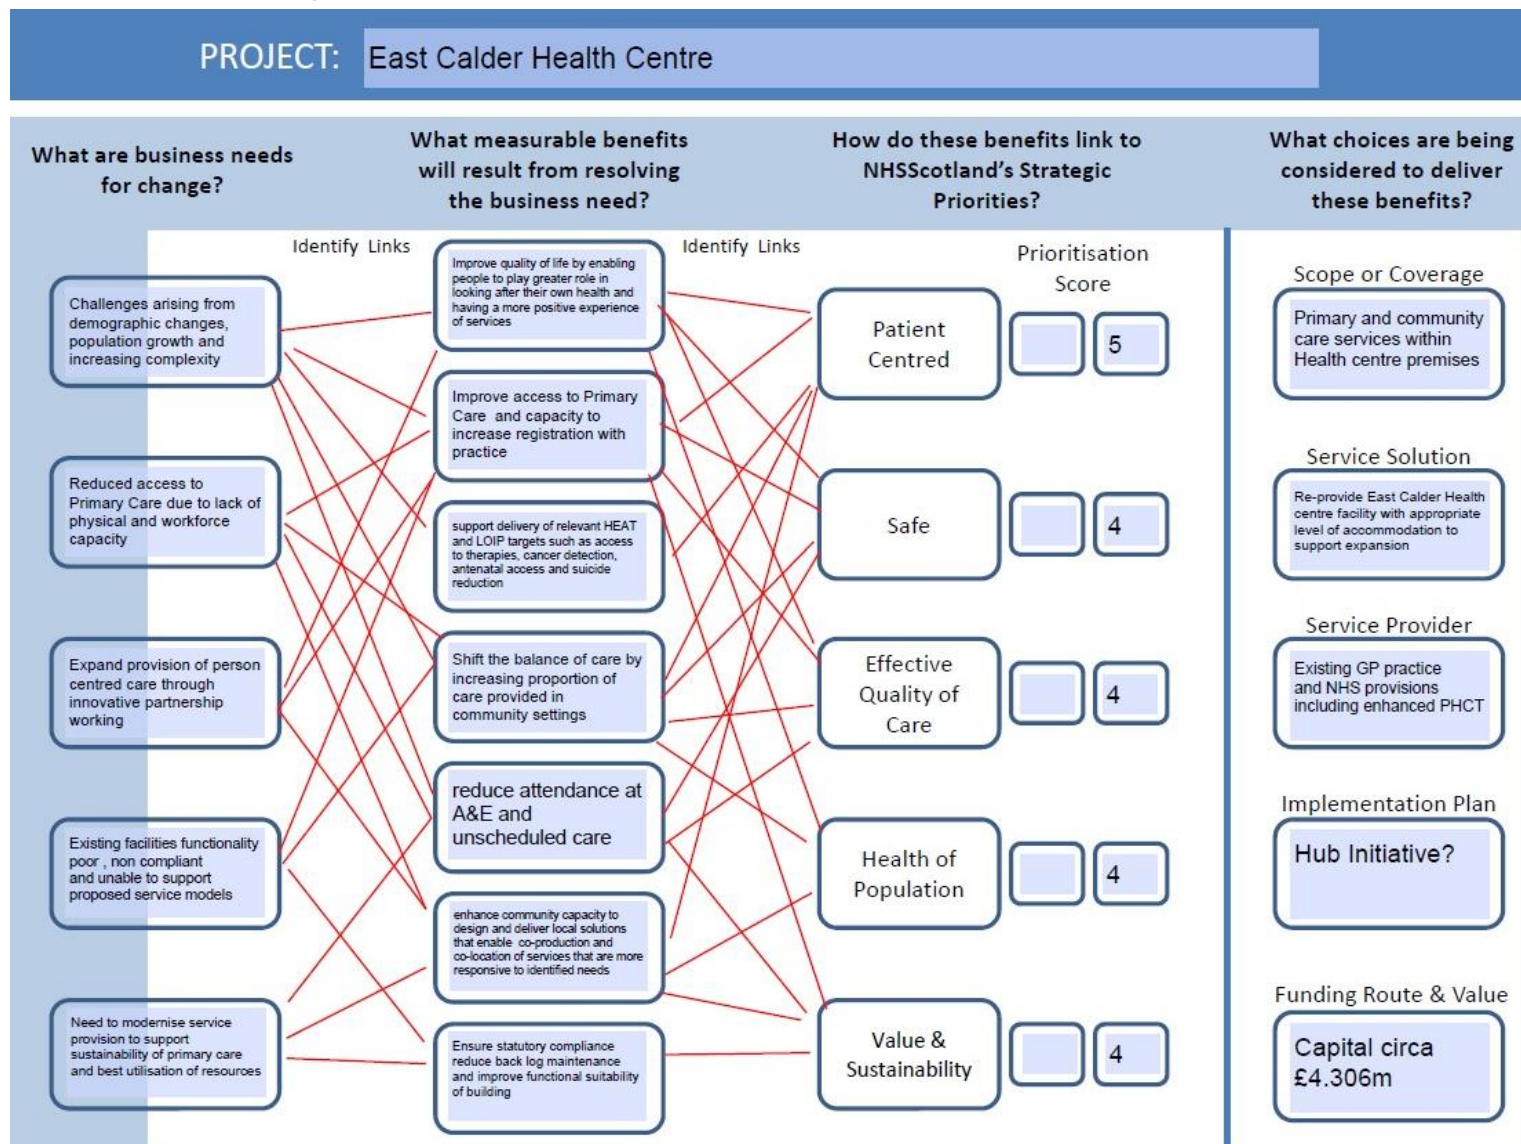 PROJECT: East Calder Health Centre
What are business needs
for change?
What measurable benefits
will result from resolving
the business need?
How do these benefits link to
NHSScotland's Strategic
Priorities?
What choices are being
considered to deliver
these benefits?
Identify Links
Identify Links
Challenges arising from
demographic changes,
population growth and
increasing complexity
Reduced access to
Primary Care due to lack of
physical and workforce
capacity
Expand provision of person
centred care through
innovative partnership
working
Existing facilities functionality
poor , non compliant
and unable to support
proposed service models
Need to modernise service
provision to support
sustainability of primary care
and best utilisation of resources
Improve quality of life by enabling
people to play greater role in
looking after their own health and
having a more positive experience
of services
Improve access to Primary
Care and capacity to
increase registration with
practice
support delivery of relevant HEAT
and LOIP targets such as access
to therapies, cancer detection,
antenatal access and suicide
reduction
Shift the balance of care by
increasing proportion of
care provided in
community settings
reduce attendance at
A&E and
unscheduled care
enhance community capacity to
design and deliver local solutions
that enable co-production and
co-location of services that are more
responsive to identified needs
Ensure statutory compliance
reduce back log maintenance
and improve functional suitability
of building
Prioritisation
Score
Patient
Centred
5
Safe
4
Effective
Quality of
Care
4
Health of
Population
4
Value &
Sustainability
4
Scope or Coverage
Primary and community
care services within
Health centre premises
Service Solution
Re-provide East Calder Health
centre facility with appropriate
level of accommodation to
support expansion
Service Provider
Existing GP practice
and NHS provisions
including enhanced PHCT
Implementation Plan
Hub Initiative?
Funding Route & Value
Capital circa
£4.306m